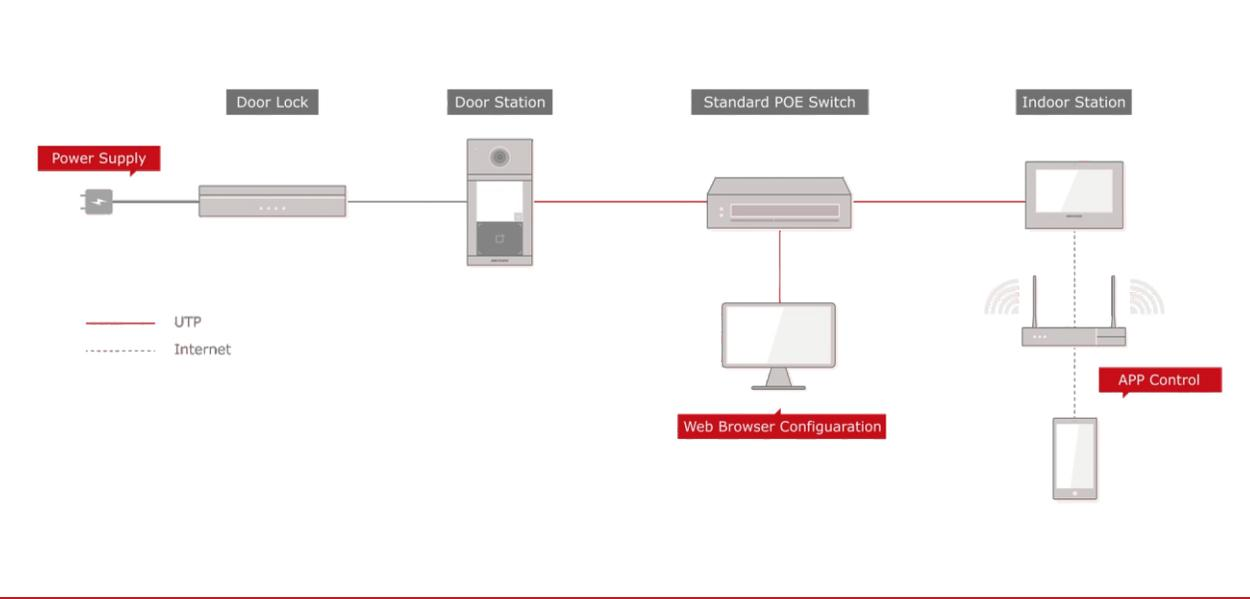 Door Lock
Door Station
Standard POE Switch
Indoor Station
Power Supply
UTP
Internet
APP Control
Web Browser Configuaration